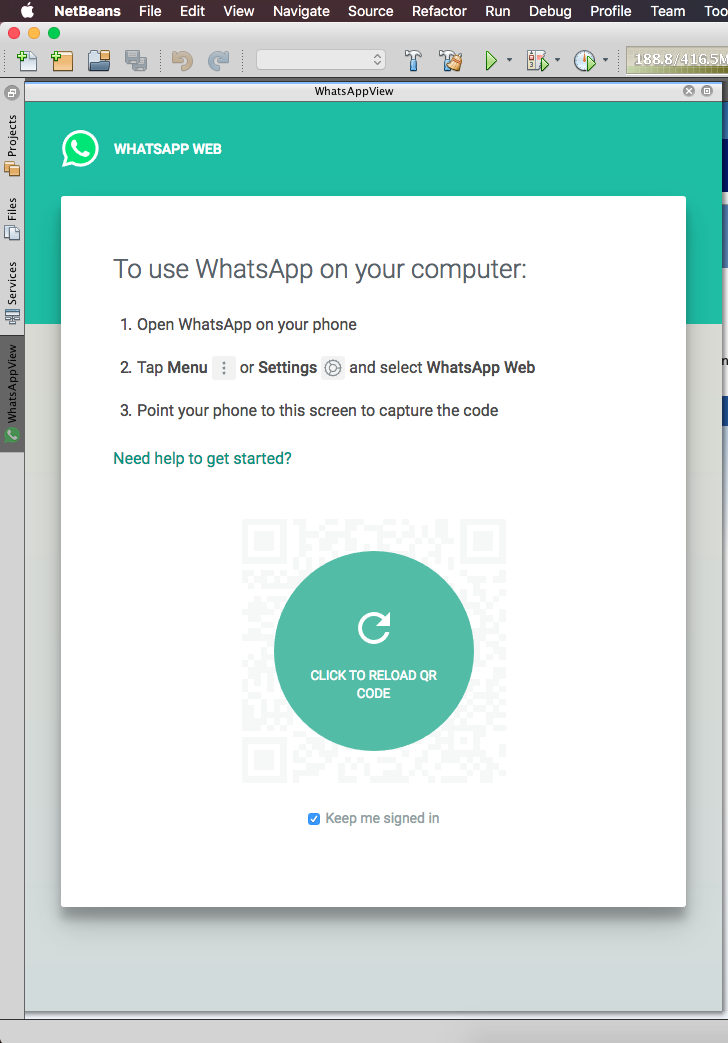 NetBeans File Edit View Navigate Source Refactor Run Debug Profile Team Too
188.8/416.5M
WhatsAppView
Projects
Files
Services
WhatsAppView
WHATSAPP WEB
To use WhatsApp on your computer:
1. Open WhatsApp on your phone
2. Tap Menu or Settings and select WhatsApp Web
3. Point your phone to this screen to capture the code
Need help to get started?
CLICK TO RELOAD QR
CODE
Keep me signed in